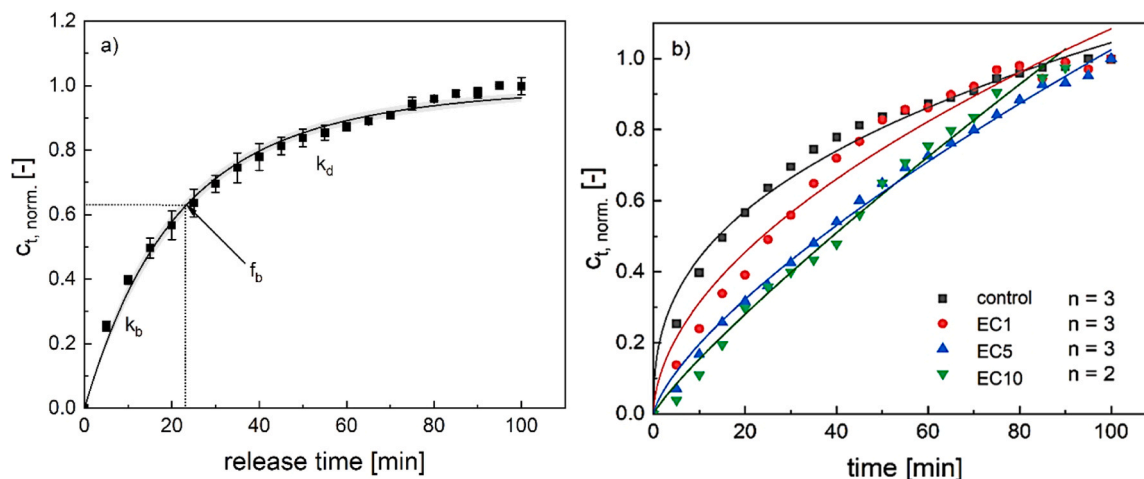 a)
1.2
1.0
0.8
0.6
0.4
0.2
0.0
c_t, norm. [-]
k_d
f_b
k_b
0 20 40 60 80 100
release time [min]
b)
1.0
0.8
0.6
0.4
0.2
0.0
c_t, norm. [-]
control n = 3
EC1 n = 3
EC5 n = 3
EC10 n = 2
0 20 40 60 80 100
time [min]